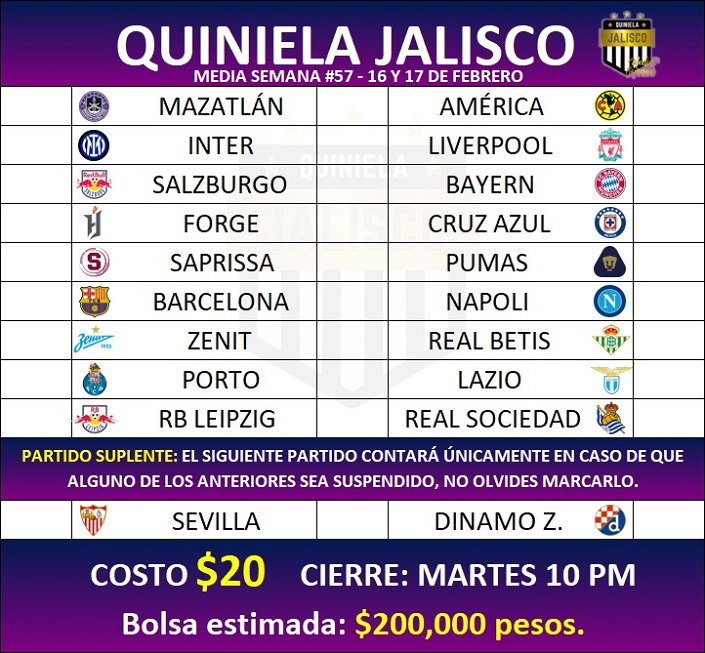 QUINIELA JALISCO
MEDIA SEMANA #57 - 16 Y 17 DE FEBRERO
QUINIELA
JALISCO
MAZATLÁN AMÉRICA
INTER LIVERPOOL
SALZBURGO BAYERN
FORGE CRUZ AZUL
SAPRISSA PUMAS
BARCELONA NAPOLI
ZENIT REAL BETIS
PORTO LAZIO
RB LEIPZIG REAL SOCIEDAD
QUINIELA
JALISCO
PARTIDO SUPLENTE: EL SIGUIENTE PARTIDO CONTARÁ ÚNICAMENTE EN CASO DE QUE
ALGUNO DE LOS ANTERIORES SEA SUSPENDIDO, NO OLVIDES MARCARLO.
SEVILLA DINAMO Z.
COSTO $20 CIERRE: MARTES 10 PM
Bolsa estimada: $200,000 pesos.